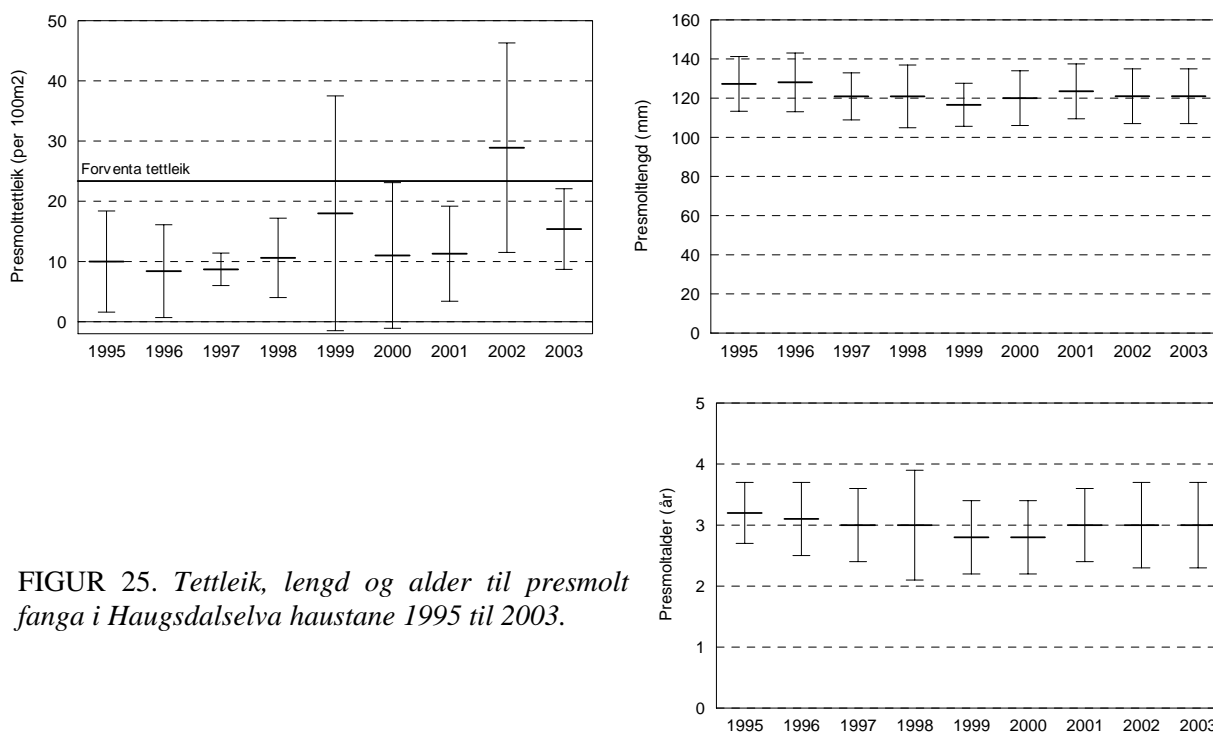 50
40
30
20
10
0
Presmolttettleik (per 100m2)
Forventa tettleik
1995 1996 1997 1998 1999 2000 2001 2002 2003
160
140
120
100
80
60
40
20
0
Presmoltlengd (mm)
1995 1996 1997 1998 1999 2000 2001 2002 2003
5
4
3
2
1
0
Presmoltalder (år)
1995 1996 1997 1998 1999 2000 2001 2002 2003
FIGUR 25. Tettleik, lengd og alder til presmolt
fanga i Haugsdalselva haustane 1995 til 2003.